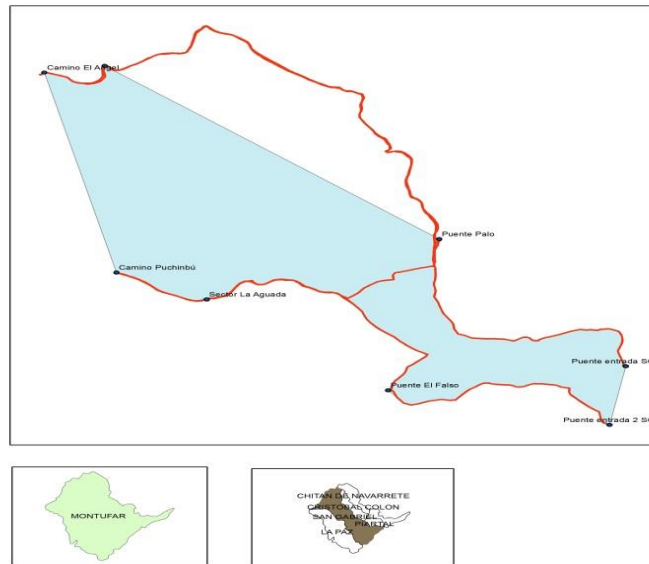 Camino El Angel
Puente Palo
Camino Puchinbú
Sector La Aguada
Puente entrada S
Puente El Falso
Puente entrada 2 S
MONTUFAR
CHITAN DE NAVARRETE
CRISTOBAL COLON
SAN GABRIEL
PIARTAL
LA PAZ